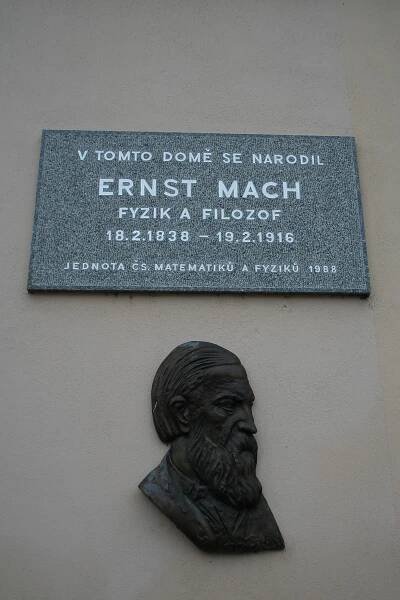 V TOMTO DOMĚ SE NARODIL
ERNST MACH
FYZIK A FILOZOF
18.2.1838 – 19.2.1916
JEDNOTA ČS. MATEMATIKŮ A FYZIKŮ 1988